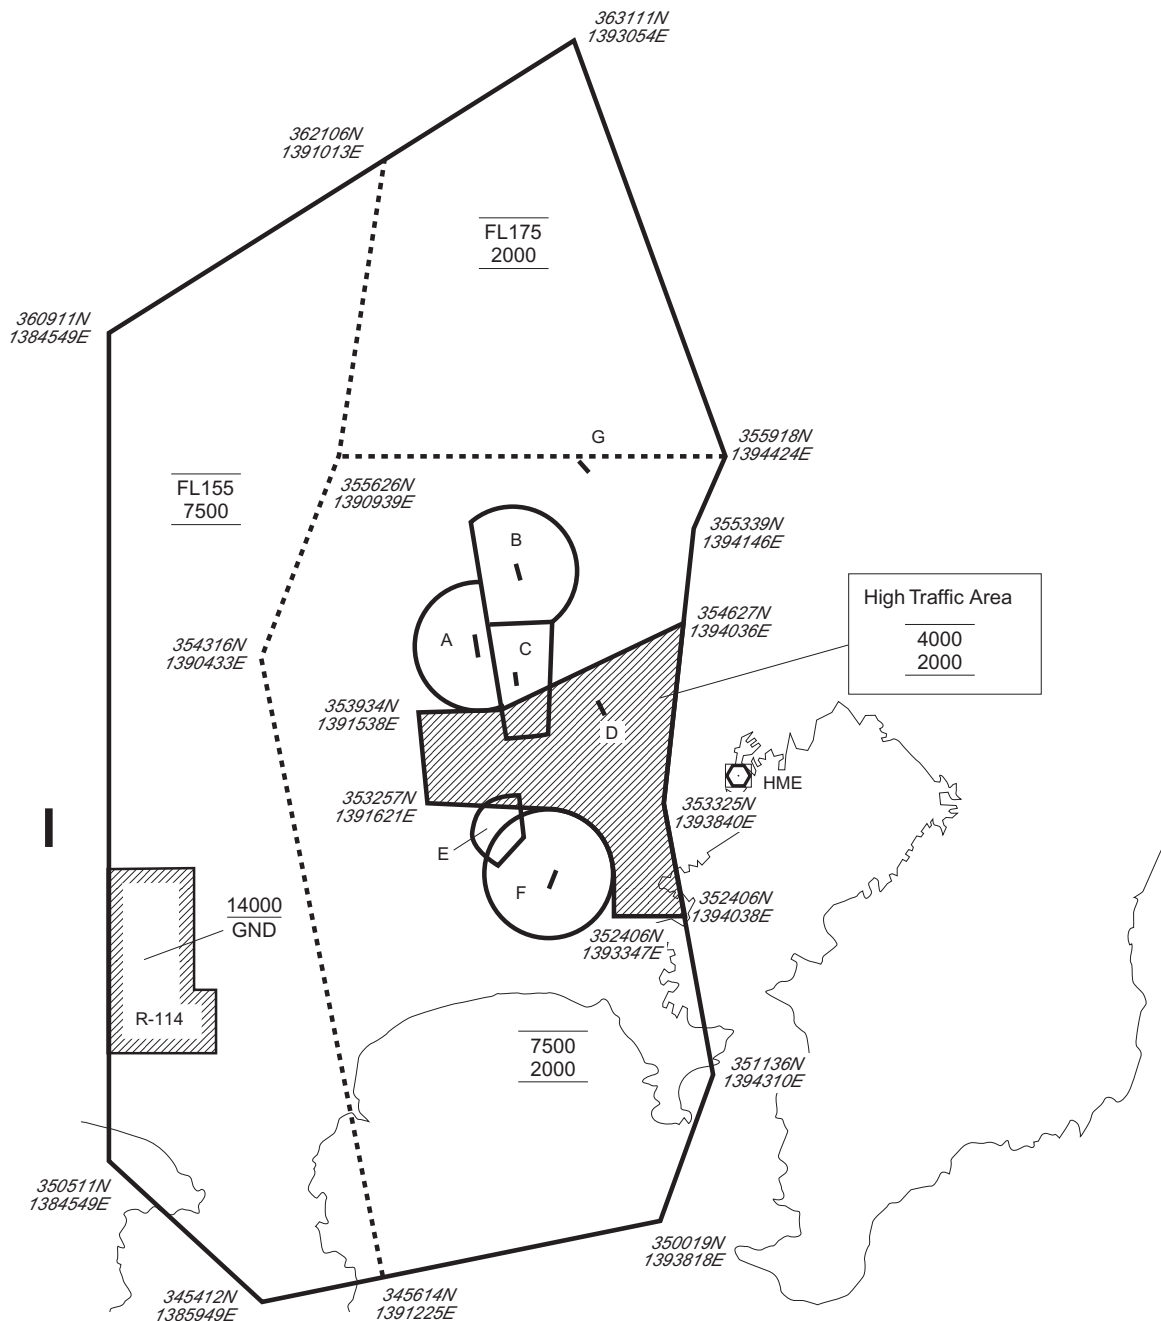 363111N
1393054E
362106N
1391013E
FL175
2000
360911N
1384549E
G
355918N
1394424E
FL155
7500
355626N
1390939E
355339N
1394146E
B
High Traffic Area
4000
2000
354627N
1394036E
A
C
354316N
1390433E
353934N
1391538E
D
HME
353257N
1391621E
353325N
1393840E
E
F
14000
GND
352406N
1394038E
352406N
1393347E
R-114
7500
2000
351136N
1394310E
350511N
1384549E
350019N
1393818E
345412N
1385949E
345614N
1391225E